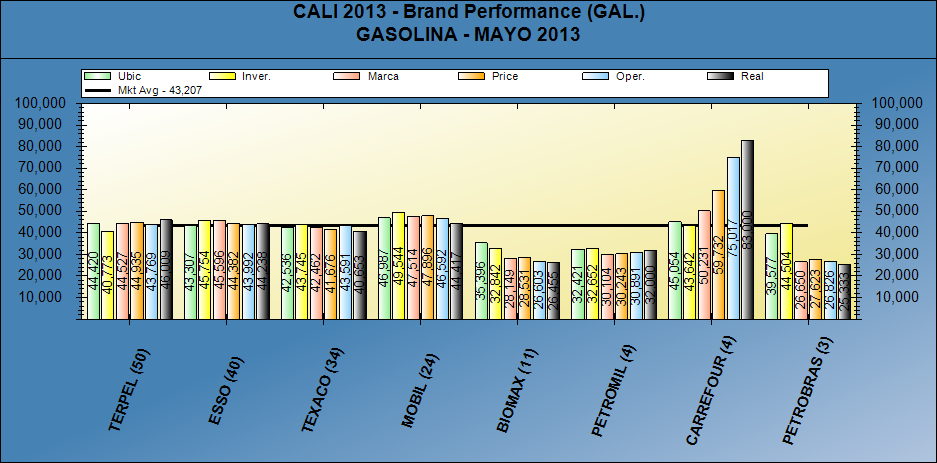 CALI 2013 - Brand Performance (GAL.)
GASOLINA - MAYO 2013
Ubic Inver. Marca Price Oper. Real
Mkt Avg - 43,207
100,000 100,000
90,000 90,000
80,000 80,000
70,000 70,000
60,000 60,000
50,000 50,000
40,000 40,000
30,000 30,000
20,000 20,000
10,000 10,000
44,420 40,773 44,527 44,935 43,769 46,009
43,307 45,754 45,596 44,382 43,992 44,238
42,536 43,745 42,462 41,676 43,591 40,653
46,987 49,544 47,514 47,896 46,592 44,417
35,396 32,842 28,149 28,531 26,603 26,455
32,421 32,652 30,104 30,243 30,891 32,000
45,054 43,642 50,231 59,732 75,017 83,000
39,577 44,504 26,650 27,623 26,826 25,333
TERPEL (50)
ESSO (40)
TEXACO (34)
MOBIL (24)
BIOMAX (11)
PETROMIL (4)
CARREFOUR (4)
PETROBRAS (3)